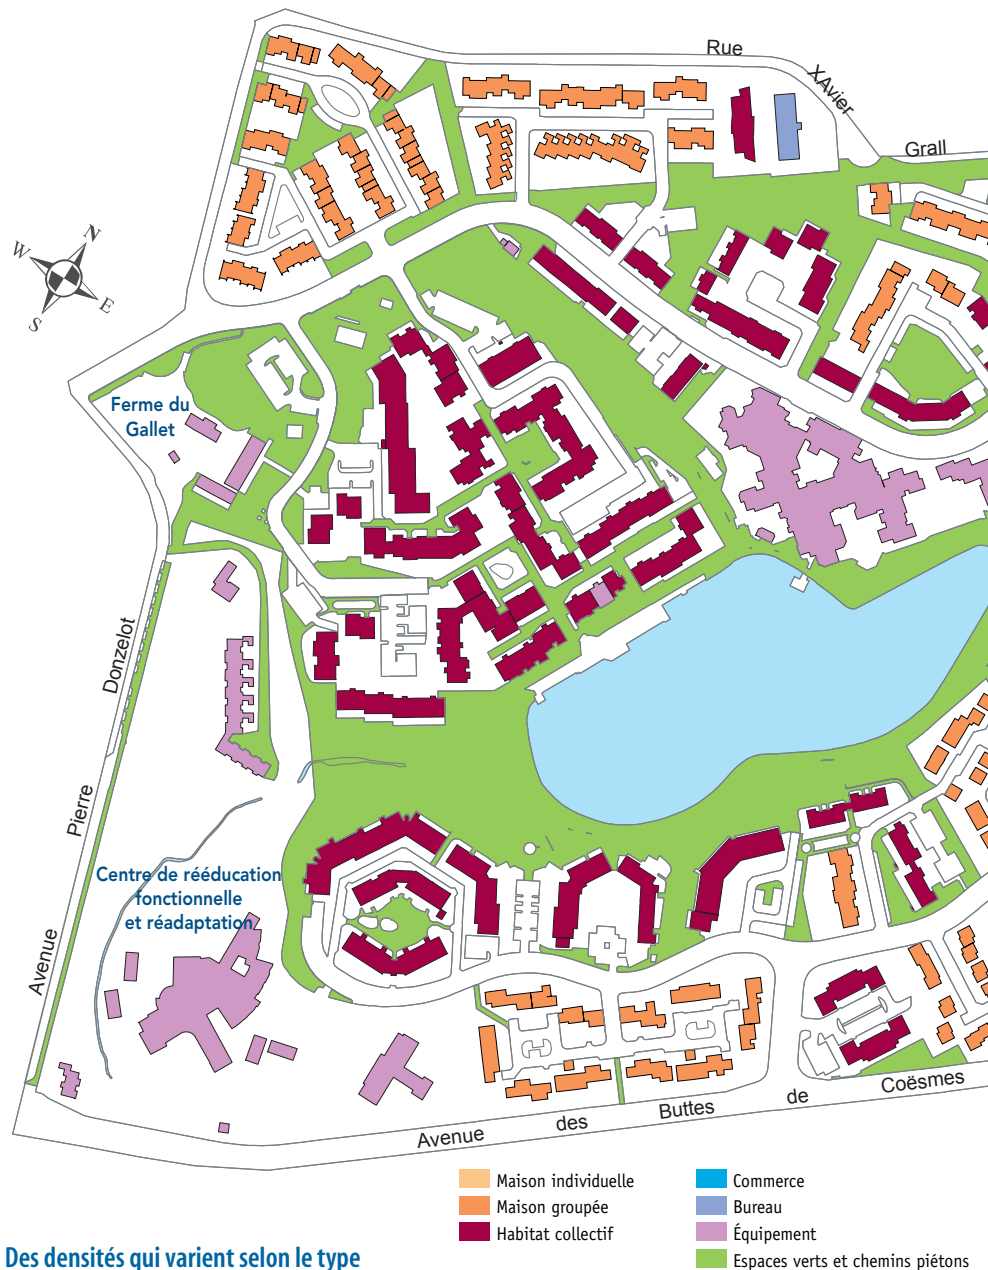 Rue
XAvier
Grall
N
W
E
S
Ferme du
Gallet
Donzelot
Pierre
Centre de rééducation
fonctionnelle
et réadaptation
Avenue
Coësmes
de
Buttes
des
Avenue
Maison individuelle
Maison groupée
Habitat collectif
Commerce
Bureau
Équipement
Espaces verts et chemins piétons
Des densités qui varient selon le type